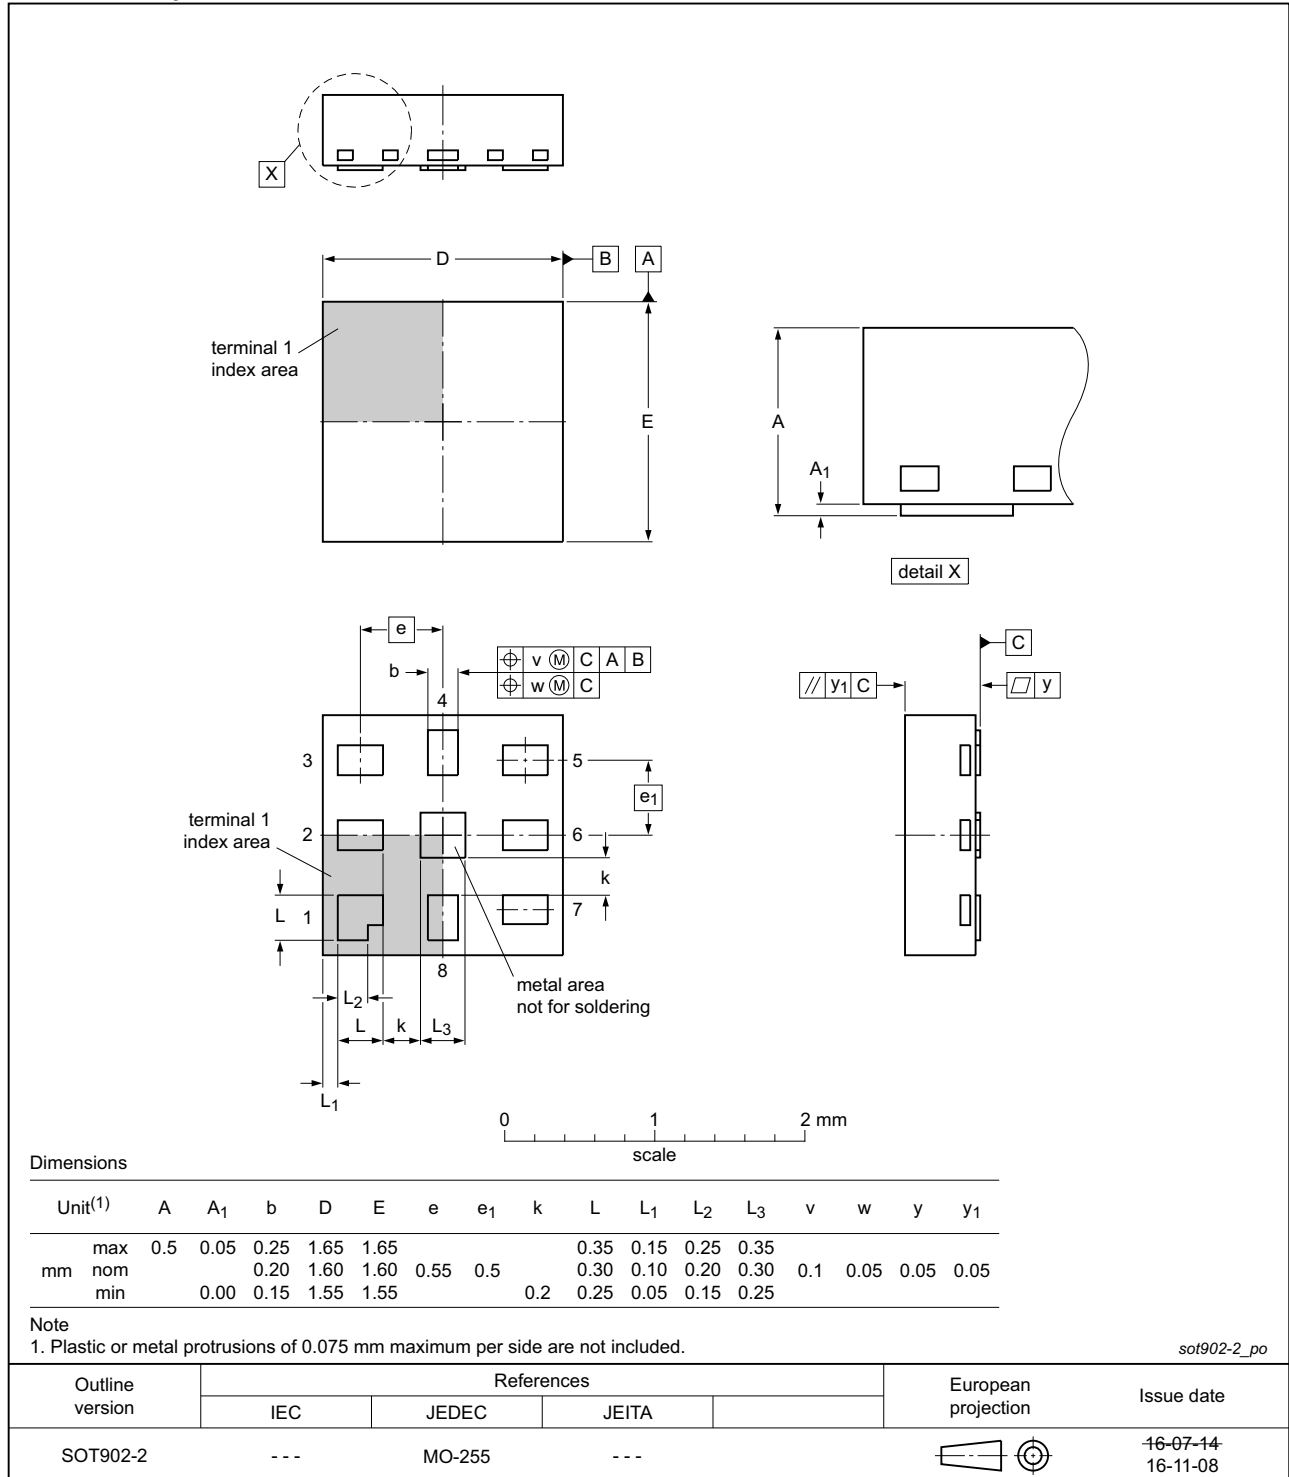 X
D
B
A
terminal 1
index area
E
A
A1
detail X
e
b
v M C A B
w M C
4
3
5
e1
terminal 1
index area
2
6
k
L
1
7
8
metal area
not for soldering
L2
L
k
L3
L1
C
y1 C
y
0 1 2 mm
scale
Dimensions
Unit(1) A A1 b D E e e1 k L L1 L2 L3 v w y y1
max 0.5 0.05 0.25 1.65 1.65 0.35 0.15 0.25 0.35
mm nom 0.20 1.60 1.60 0.55 0.5 0.30 0.10 0.20 0.30 0.1 0.05 0.05 0.05
min 0.00 0.15 1.55 1.55 0.2 0.25 0.05 0.15 0.25
Note
1. Plastic or metal protrusions of 0.075 mm maximum per side are not included.
sot902-2_po
Outline
version
References
IEC JEDEC JEITA
European
projection
Issue date
SOT902-2 - - - MO-255 - - -
16-07-14
16-11-08